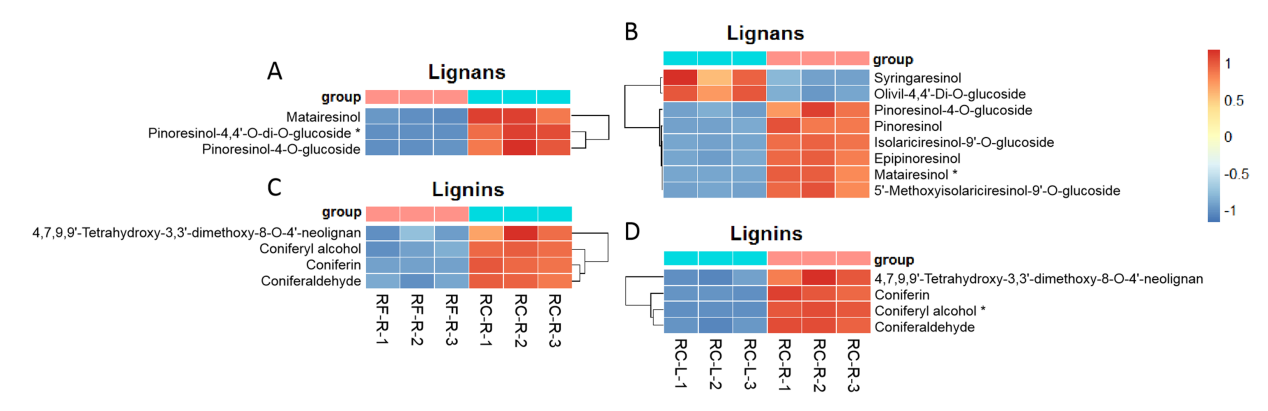 A
Lignans
group
Matairesinol
Pinoresinol-4,4'-O-di-O-glucoside *
Pinoresinol-4-O-glucoside
B
Lignans
group
Syringaresinol
Olivil-4,4'-Di-O-glucoside
Pinoresinol-4-O-glucoside
Pinoresinol
Isolariciresinol-9'-O-glucoside
Epipinoresinol
Matairesinol *
5'-Methoxyisolariciresinol-9'-O-glucoside
1
0.5
0
-0.5
-1
C
Lignins
group
4,7,9,9'-Tetrahydroxy-3,3'-dimethoxy-8-O-4'-neolignan
Coniferyl alcohol
Coniferin
Coniferaldehyde
RF-R-1
RF-R-2
RF-R-3
RC-R-1
RC-R-2
RC-R-3
D
Lignins
group
4,7,9,9'-Tetrahydroxy-3,3'-dimethoxy-8-O-4'-neolignan
Coniferin
Coniferyl alcohol *
Coniferaldehyde
RC-L-1
RC-L-2
RC-L-3
RC-R-1
RC-R-2
RC-R-3